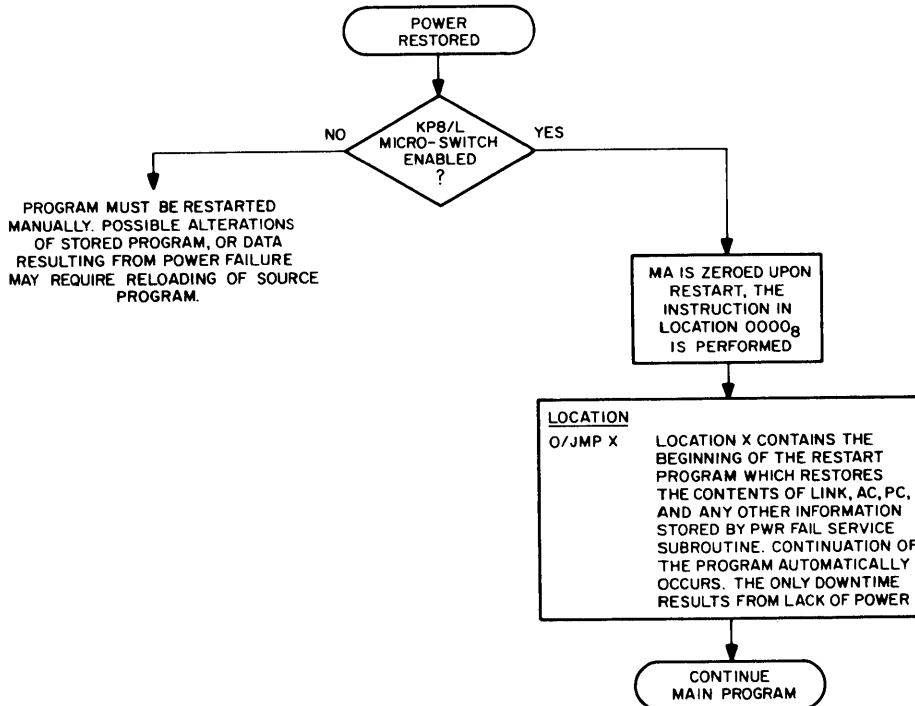 POWER
RESTORED
KP8/L
MICRO-SWITCH
ENABLED
?
NO
YES
PROGRAM MUST BE RESTARTED
MANUALLY. POSSIBLE ALTERATIONS
OF STORED PROGRAM, OR DATA
RESULTING FROM POWER FAILURE
MAY REQUIRE RELOADING OF SOURCE
PROGRAM.
MA IS ZEROED UPON
RESTART, THE
INSTRUCTION IN
LOCATION 0000₈
IS PERFORMED
LOCATION
O/JMP X
LOCATION X CONTAINS THE
BEGINNING OF THE RESTART
PROGRAM WHICH RESTORES
THE CONTENTS OF LINK, AC, PC,
AND ANY OTHER INFORMATION
STORED BY PWR FAIL SERVICE
SUBROUTINE. CONTINUATION OF
THE PROGRAM AUTOMATICALLY
OCCURS. THE ONLY DOWNTIME
RESULTS FROM LACK OF POWER
CONTINUE
MAIN PROGRAM